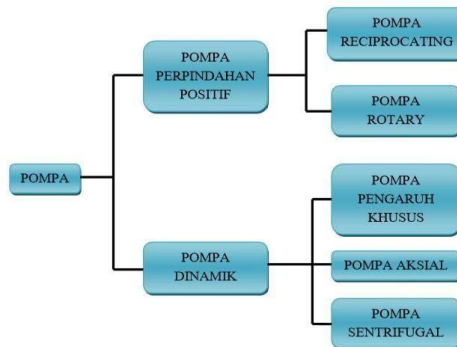 POMPA
POMPA
PERPINDAHAN
POSITIF
POMPA
RECIPROCATING
POMPA
ROTARY
POMPA
DINAMIK
POMPA
PENGARUH
KHUSUS
POMPA AKSIAL
POMPA
SENTRIFUGAL